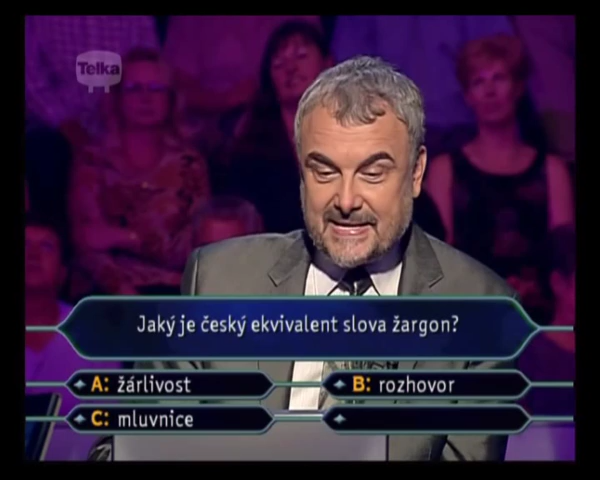 Telka
Jaký je český ekvivalent slova žargon?
A: žárlivost
B: rozhovor
C: mluvnice